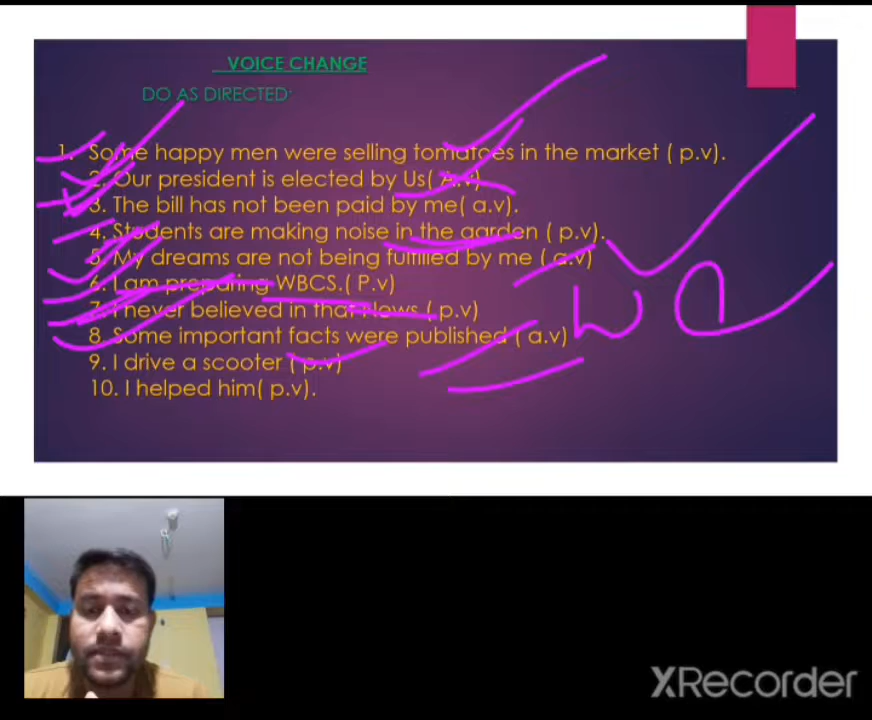 VOICE CHANGE
DO AS DIRECTED:
1. Some happy men were selling tomatoes in the market ( p.v).
2. Our president is elected by Us( A.v)
3. The bill has not been paid by me( a.v).
4. Students are making noise in the garden ( p.v).
5. My dreams are not being fulfilled by me ( a.v)
6. I am preparing WBCS.( P.v)
7. I never believed in that News ( p.v)
8. Some important facts were published ( a.v)
9. I drive a scooter ( p.v)
10. I helped him( p.v).
XRecorder